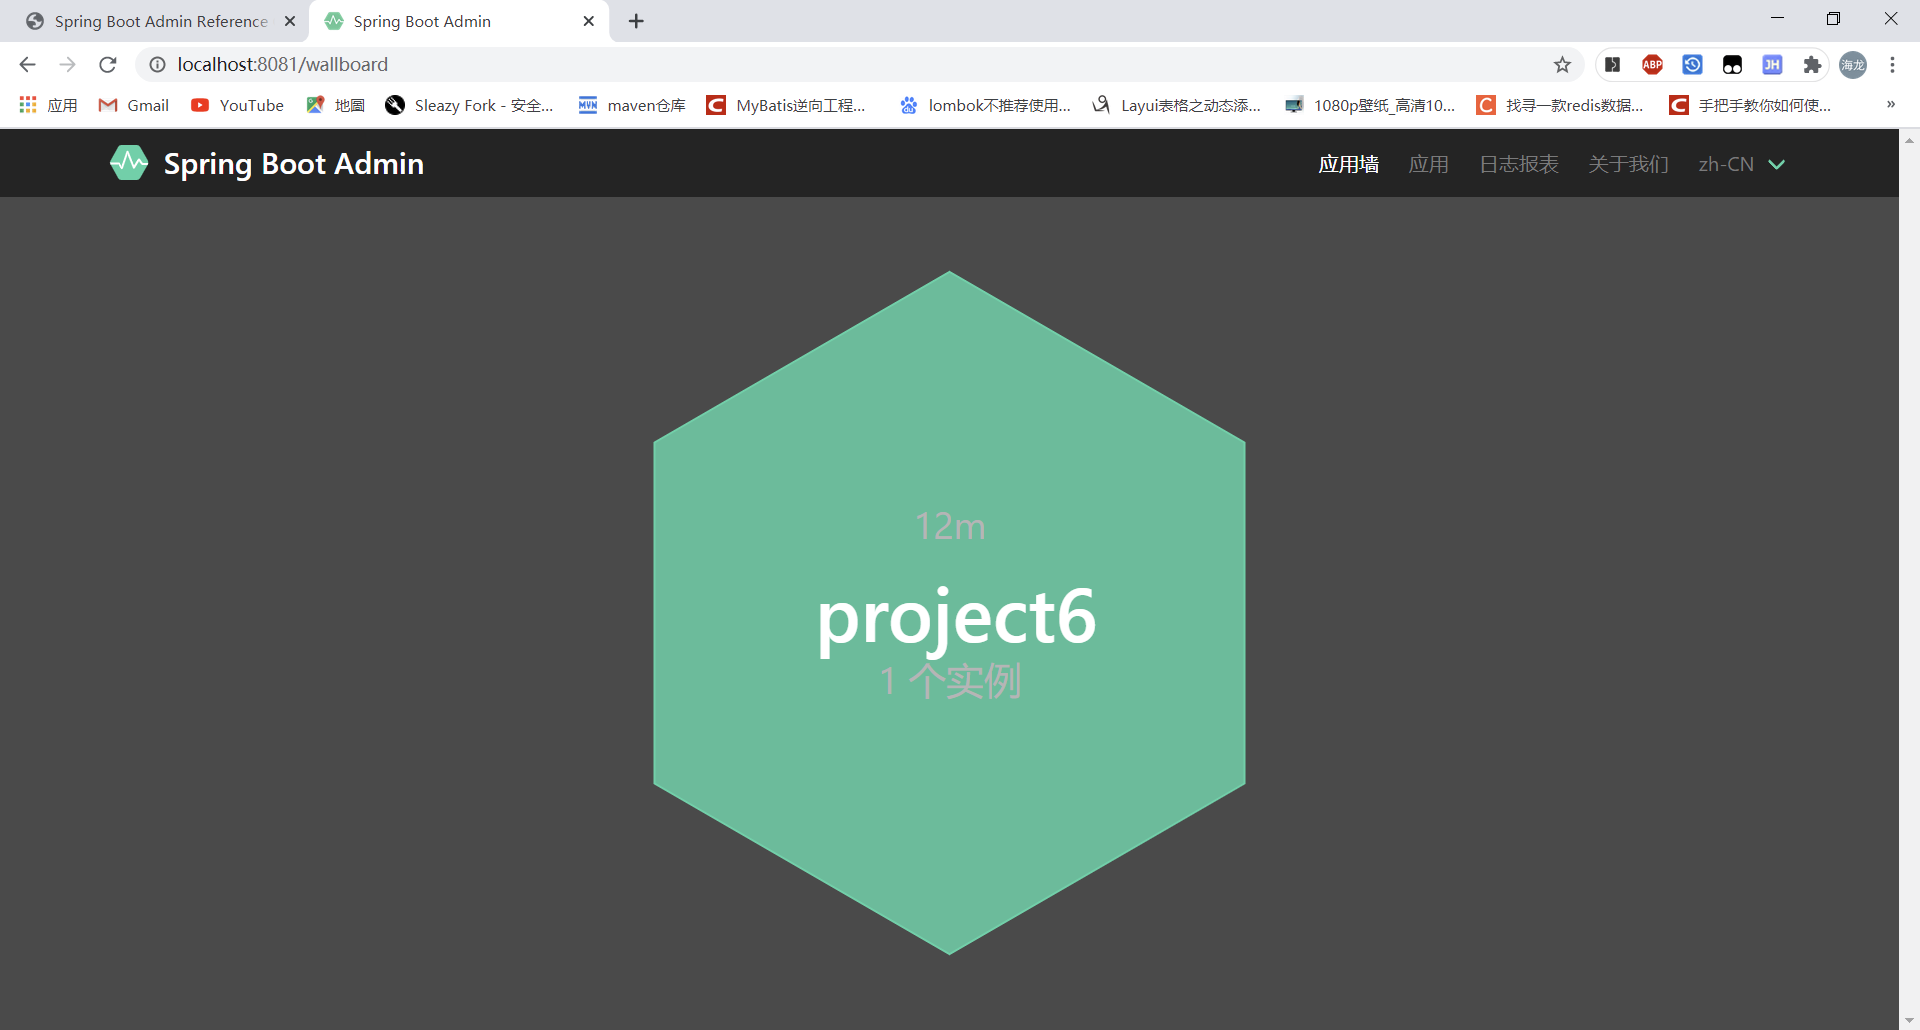 Spring Boot Admin Reference
Spring Boot Admin
localhost:8081/wallboard
ABP
JH
海龙
应用
Gmail
YouTube
地圖
Sleazy Fork - 安全...
MVN
maven仓库
C
MyBatis逆向工程...
lombok不推荐使用...
Layui表格之动态添...
1080p壁纸_高清10...
C
找寻一款redis数据...
C
手把手教你如何使...
»
Spring Boot Admin
应用墙
应用
日志报表
关于我们
zh-CN
12m
project6
1 个实例